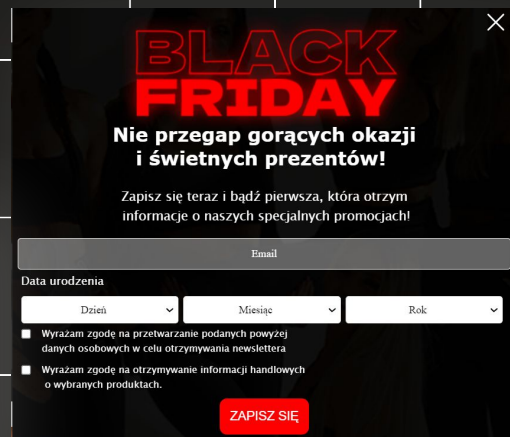 BLACK
FRIDAY
Nie przegap gorących okazji
i świetnych prezentów!
Zapisz się teraz i bądź pierwsza, która otrzym
informacje o naszych specjalnych promocjach!
Email
Data urodzenia
Dzień Miesiąc Rok
Wyrażam zgodę na przetwarzanie podanych powyżej
danych osobowych w celu otrzymywania newslettera
Wyrażam zgodę na otrzymywanie informacji handlowych
o wybranych produktach.
ZAPISZ SIĘ